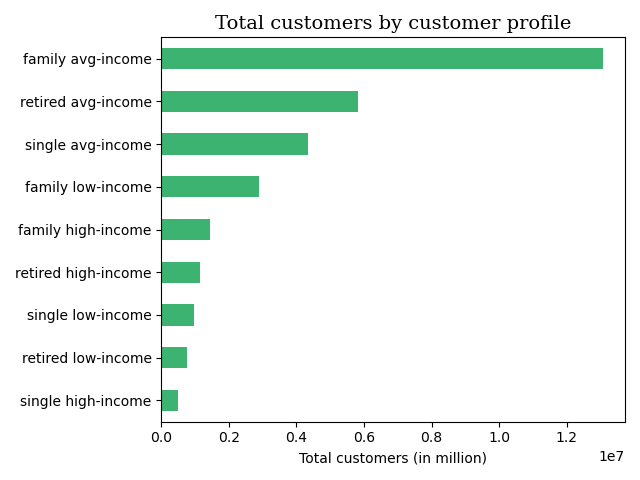 Total customers by customer profile
family avg-income
retired avg-income
single avg-income
family low-income
family high-income
retired high-income
single low-income
retired low-income
single high-income
0.0 0.2 0.4 0.6 0.8 1.0 1.2
1e7
Total customers (in million)